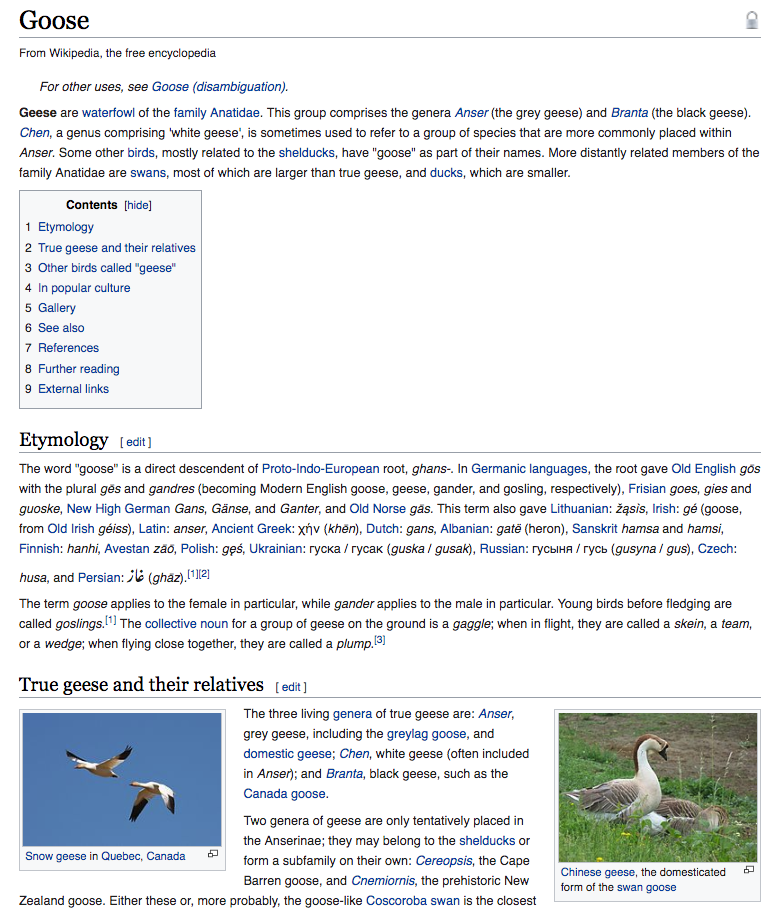 Goose
From Wikipedia, the free encyclopedia
For other uses, see Goose (disambiguation).
Geese are waterfowl of the family Anatidae. This group comprises the genera Anser (the grey geese) and Branta (the black geese).
Chen, a genus comprising 'white geese', is sometimes used to refer to a group of species that are more commonly placed within
Anser. Some other birds, mostly related to the shelducks, have "goose" as part of their names. More distantly related members of the
family Anatidae are swans, most of which are larger than true geese, and ducks, which are smaller.
Contents [hide]
1 Etymology
2 True geese and their relatives
3 Other birds called "geese"
4 In popular culture
5 Gallery
6 See also
7 References
8 Further reading
9 External links
Etymology [ edit ]
The word "goose" is a direct descendent of Proto-Indo-European root, ghans-. In Germanic languages, the root gave Old English gōs
with the plural gēs and gandres (becoming Modern English goose, geese, gander, and gosling, respectively), Frisian goes, gies and
guoske, New High German Gans, Gänse, and Ganter, and Old Norse gās. This term also gave Lithuanian: žąsis, Irish: gé (goose,
from Old Irish géiss), Latin: anser, Ancient Greek: χήν (khēn), Dutch: gans, Albanian: gatë (heron), Sanskrit hamsa and hamsi,
Finnish: hanhi, Avestan zāō, Polish: gęś, Ukrainian: гуска / гусак (guska / gusak), Russian: гусыня / гусь (gusyna / gus), Czech:
husa, and Persian: غاز (ghāz).[1][2]
The term goose applies to the female in particular, while gander applies to the male in particular. Young birds before fledging are
called goslings.[1] The collective noun for a group of geese on the ground is a gaggle; when in flight, they are called a skein, a team,
or a wedge; when flying close together, they are called a plump.[3]
True geese and their relatives [ edit ]
The three living genera of true geese are: Anser,
grey geese, including the greylag goose, and
domestic geese; Chen, white geese (often included
in Anser); and Branta, black geese, such as the
Canada goose.
Two genera of geese are only tentatively placed in
the Anserinae; they may belong to the shelducks or
form a subfamily on their own: Cereopsis, the Cape
Barren goose, and Cnemiornis, the prehistoric New
Zealand goose. Either these or, more probably, the goose-like Coscoroba swan is the closest
Snow geese in Quebec, Canada
Chinese geese, the domesticated
form of the swan goose